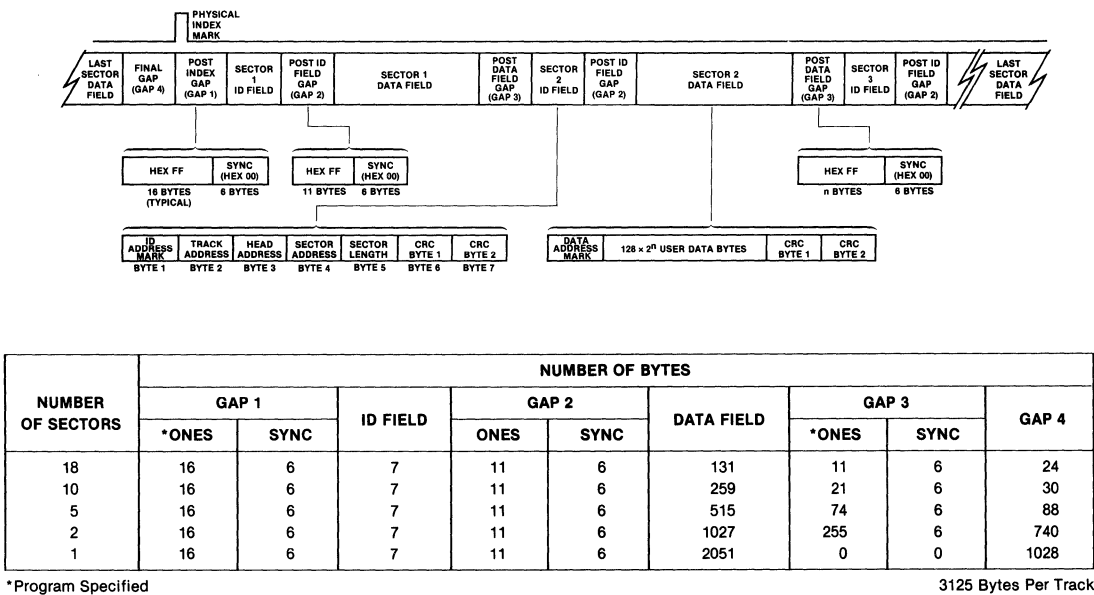 PHYSICAL
INDEX
MARK
LAST
SECTOR
DATA
FIELD
FINAL
GAP
(GAP 4)
POST
INDEX
GAP
(GAP 1)
SECTOR
1
ID FIELD
POST ID
FIELD
GAP
(GAP 2)
SECTOR 1
DATA FIELD
POST
DATA
FIELD
GAP
(GAP 3)
SECTOR
2
ID FIELD
POST ID
FIELD
GAP
(GAP 2)
SECTOR 2
DATA FIELD
POST
DATA
FIELD
GAP
(GAP 3)
SECTOR
3
ID FIELD
POST ID
FIELD
GAP
(GAP 2)
LAST
SECTOR
DATA
FIELD
HEX FF
SYNC
(HEX 00)
16 BYTES
(TYPICAL)
6 BYTES
HEX FF
SYNC
(HEX 00)
11 BYTES
6 BYTES
HEX FF
SYNC
(HEX 00)
n BYTES
6 BYTES
ID
ADDRESS
MARK
TRACK
ADDRESS
HEAD
ADDRESS
SECTOR
ADDRESS
SECTOR
LENGTH
CRC
BYTE 1
CRC
BYTE 2
BYTE 1 BYTE 2 BYTE 3 BYTE 4 BYTE 5 BYTE 6 BYTE 7
DATA
ADDRESS
MARK
128 × 2ⁿ USER DATA BYTES
CRC
BYTE 1
CRC
BYTE 2
NUMBER
OF SECTORS
NUMBER OF BYTES
GAP 1 ID FIELD GAP 2 DATA FIELD GAP 3 GAP 4
*ONES SYNC ONES SYNC *ONES SYNC
18 16 6 7 11 6 131 11 6 24
10 16 6 7 11 6 259 21 6 30
5 16 6 7 11 6 515 74 6 88
2 16 6 7 11 6 1027 255 6 740
1 16 6 7 11 6 2051 0 0 1028
*Program Specified
3125 Bytes Per Track